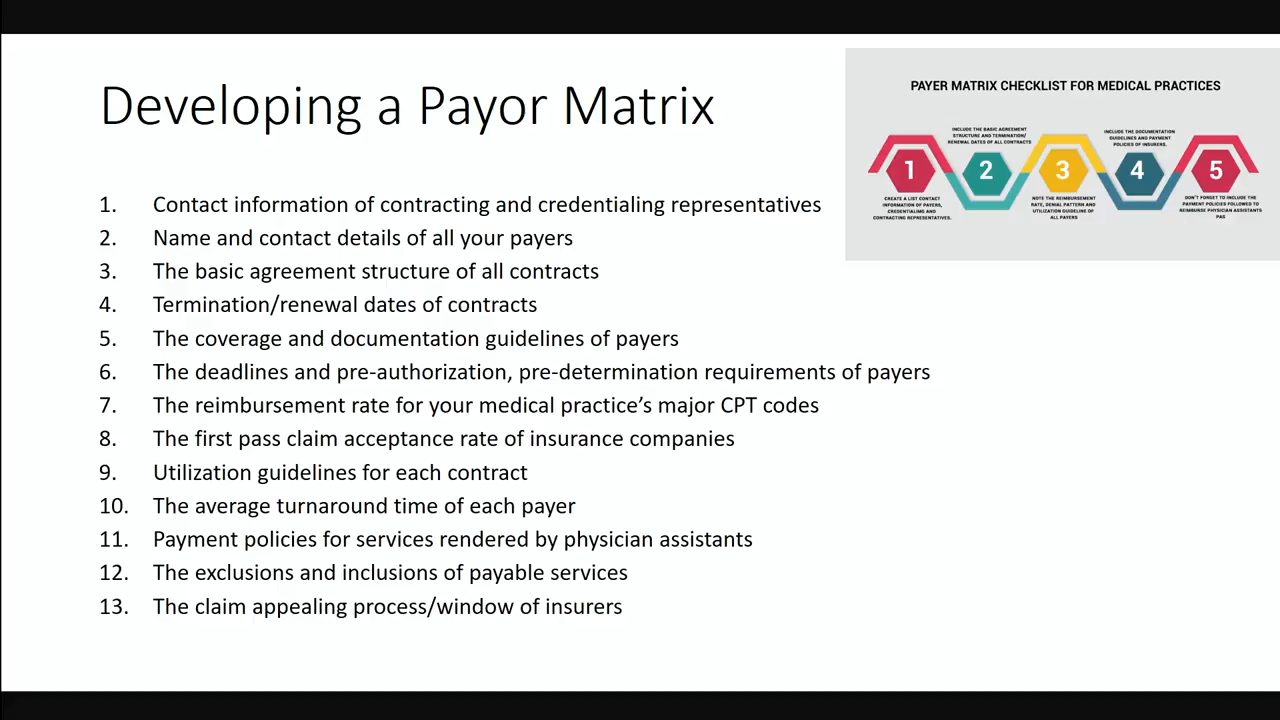 Developing a Payor Matrix
1. Contact information of contracting and credentialing representatives
2. Name and contact details of all your payers
3. The basic agreement structure of all contracts
4. Termination/renewal dates of contracts
5. The coverage and documentation guidelines of payers
6. The deadlines and pre-authorization, pre-determination requirements of payers
7. The reimbursement rate for your medical practice’s major CPT codes
8. The first pass claim acceptance rate of insurance companies
9. Utilization guidelines for each contract
10. The average turnaround time of each payer
11. Payment policies for services rendered by physician assistants
12. The exclusions and inclusions of payable services
13. The claim appealing process/window of insurers
PAYER MATRIX CHECKLIST FOR MEDICAL PRACTICES
1
CREATE A LIST CONTACT
INFORMATION OF PAYERS,
CREDENTIALIMG AND
CONTRACTING REPRESENTATIVES.
INCLUDE THE BASIC AGREEMENT
STRUCTURE AND TERMINATION/
RENEWAL DATES OF ALL CONTRACTS
2
3
NOTE THE REIMBURSEMENT
RATE, DENIAL PATTERN AND
UTILIZATION GUIDELINE OF
ALL PAYERS
INCLUDE THE DOCUMENTATION
GUIDELINES AND PAYMENT
POLICIES OF INSURERS.
4
5
DON'T FORGET TO INCLUDE THE
PAYMENT POLICIES FOLLOWED TO
REIMBURSE PHYSICIAN ASSISTANTS
PAS